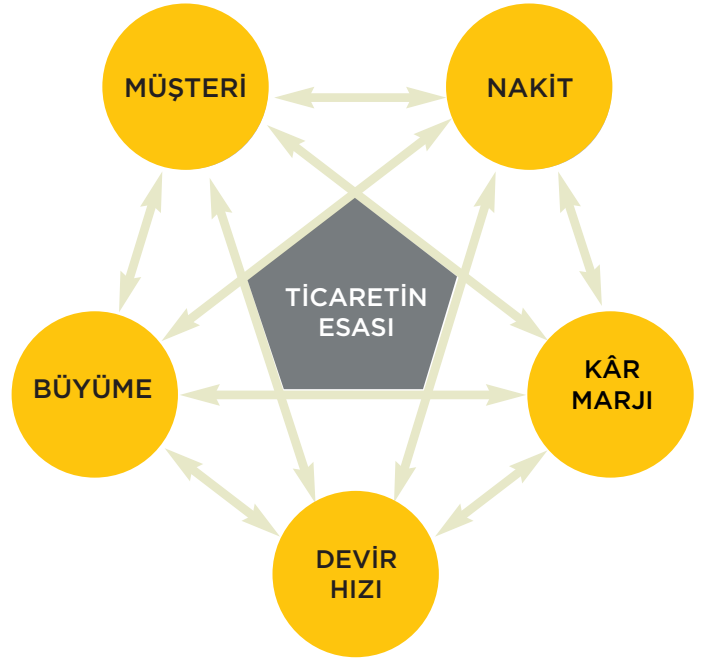 MÜŞTERİ
NAKİT
TİCARETİN
ESASI
BÜYÜME
KÂR
MARJI
DEVİR
HIZI